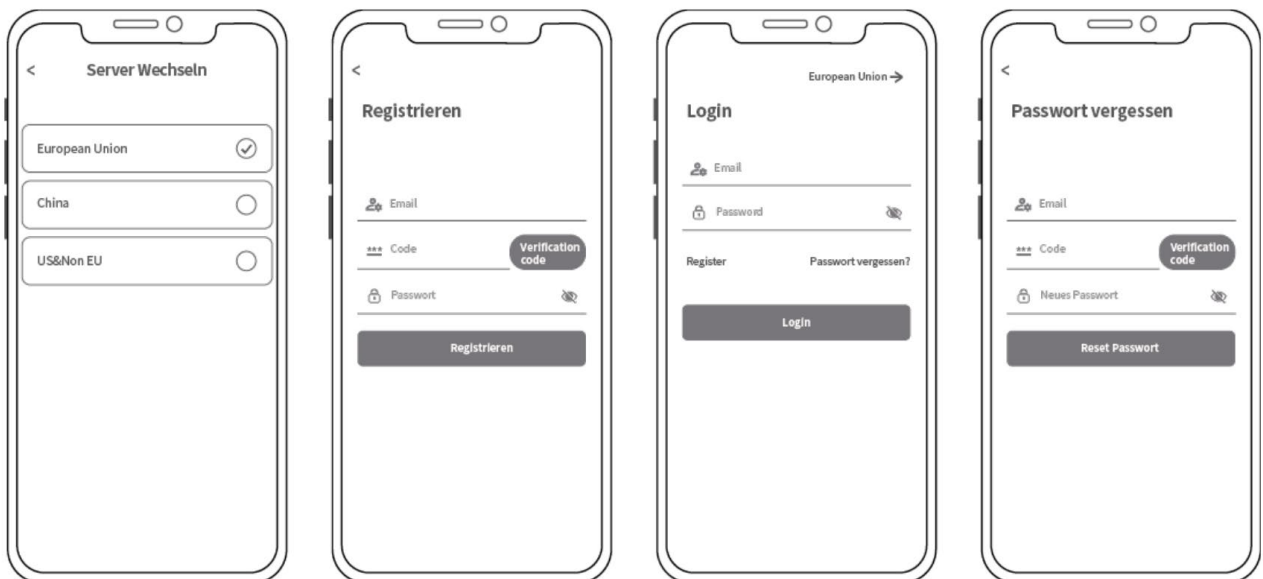 < Server Wechseln
European Union
China
US&Non EU
<
Registrieren
Email
*** Code
Verification
code
Passwort
Registrieren
European Union →
Login
Email
Password
Register Passwort vergessen?
Login
<
Passwort vergessen
Email
*** Code
Verification
code
Neues Passwort
Reset Passwort